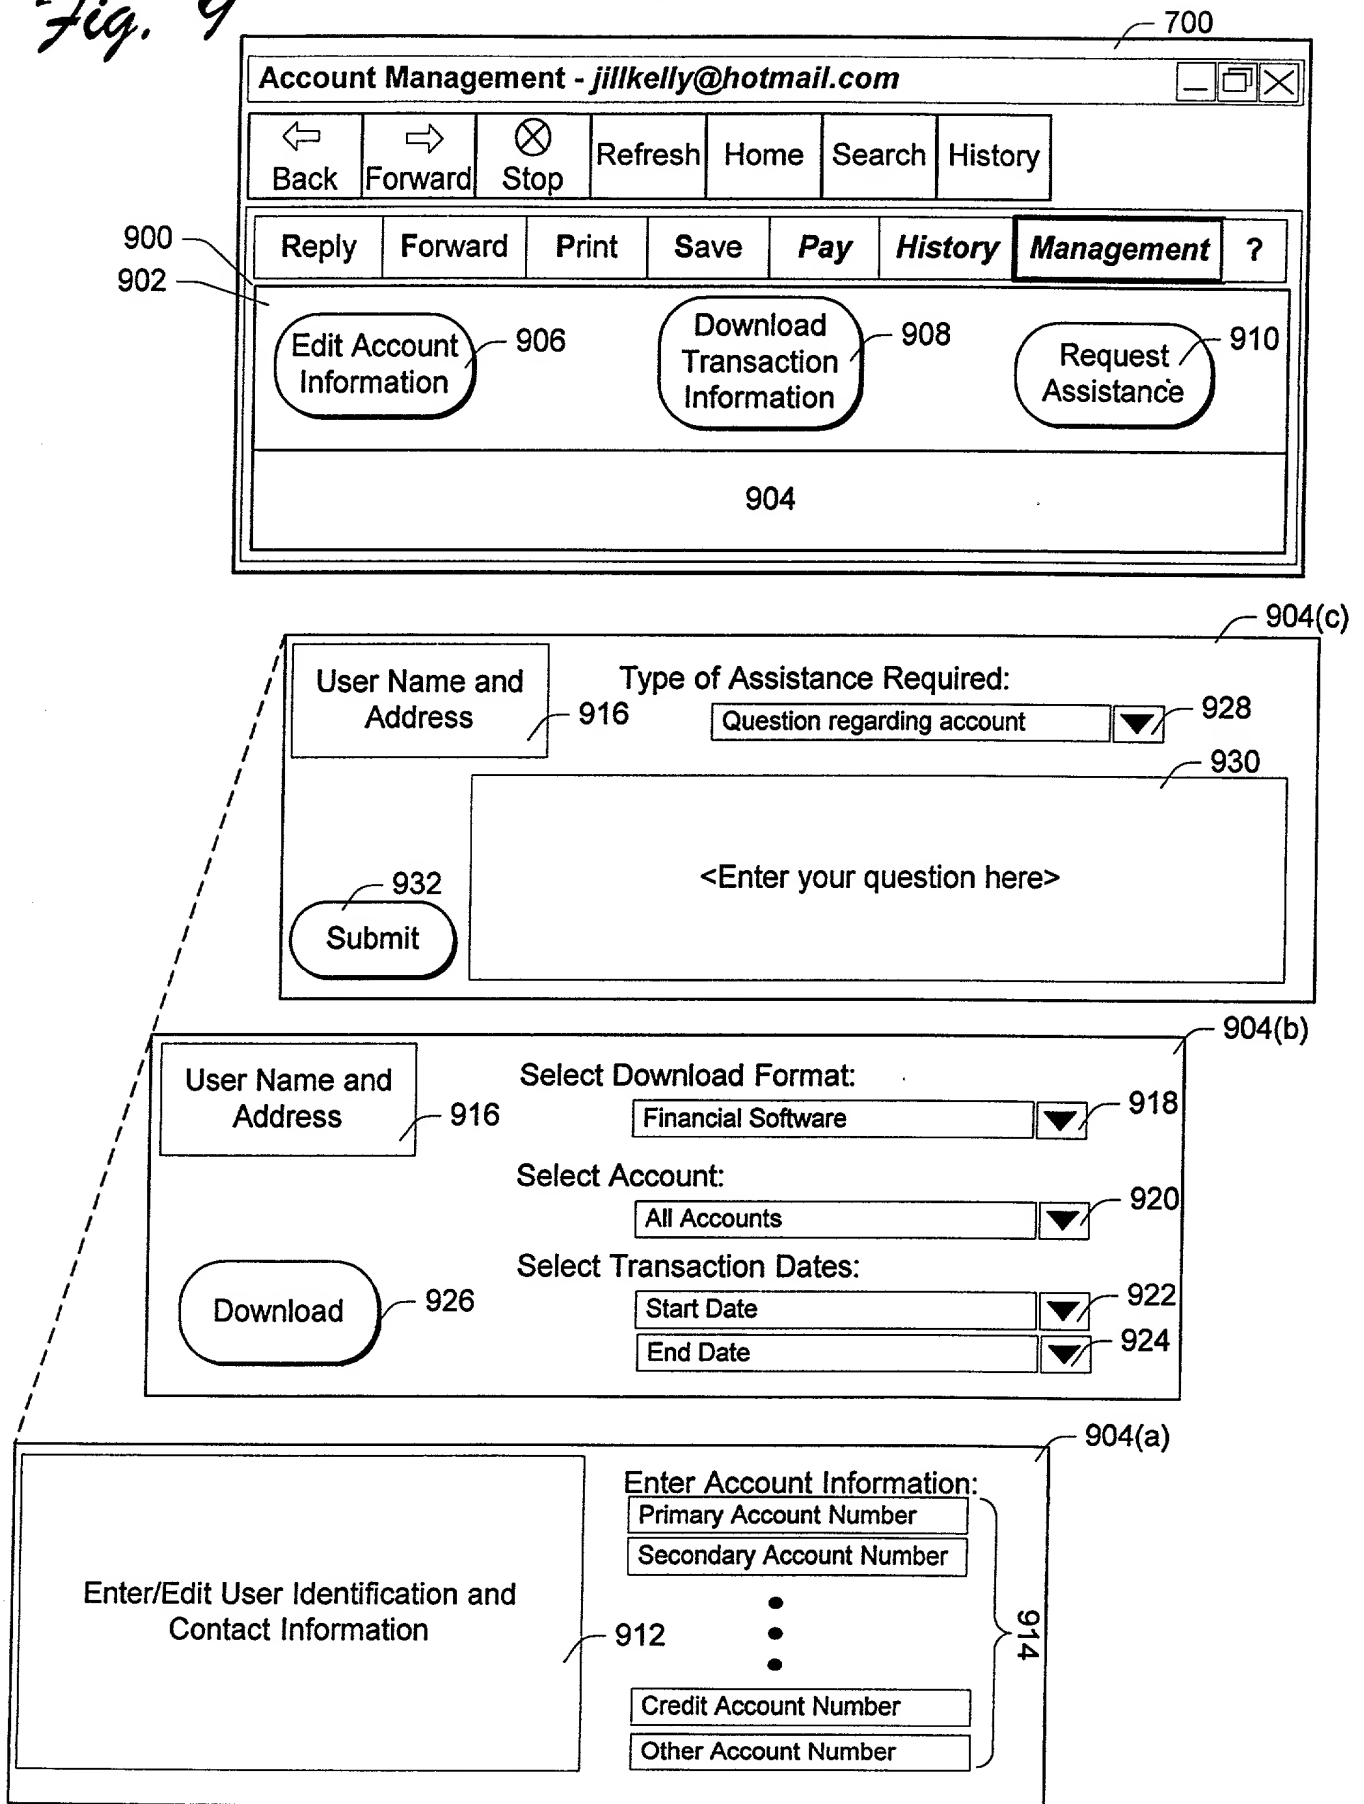 Fig. 9
700
Account Management - jillkelly@hotmail.com
Back Forward Stop Refresh Home Search History
900
Reply Forward Print Save Pay History Management ?
902
Edit Account
Information
906
Download
Transaction
Information
908
Request
Assistance
910
904
904(c)
User Name and
Address
916
Type of Assistance Required:
Question regarding account
928
930
<Enter your question here>
932
Submit
904(b)
User Name and
Address
916
Select Download Format:
Financial Software
918
Select Account:
All Accounts
920
Select Transaction Dates:
Start Date
922
End Date
924
Download
926
904(a)
Enter/Edit User Identification and
Contact Information
912
Enter Account Information:
Primary Account Number
Secondary Account Number
Credit Account Number
Other Account Number
914